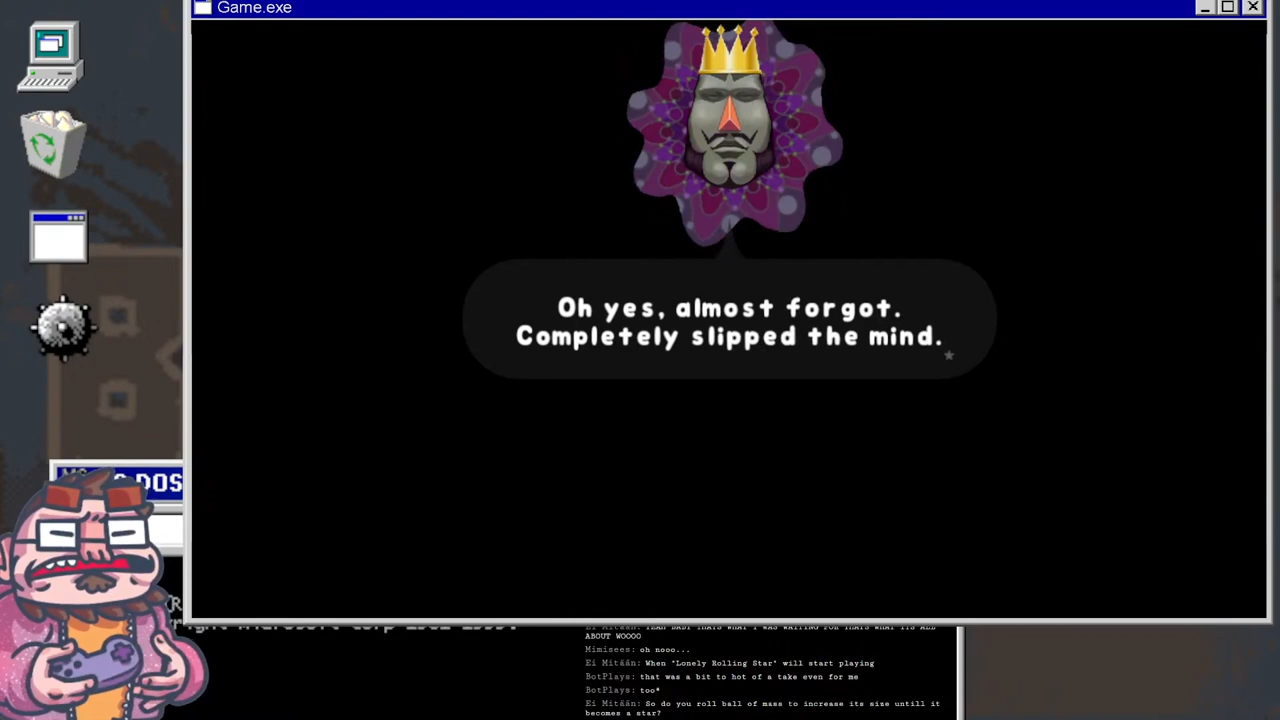 Game.exe
Oh yes, almost forgot.
Completely slipped the mind.
DOS
ABOUT WOOOO
Mimisees: oh nooo...
Ei Mitään: When "Lonely Rolling Star" will start playing
BotPlays: that was a bit to hot of a take even for me
BotPlays: too*
Ei Mitään: So do you roll ball of mass to increase its size untill it
becomes a star?